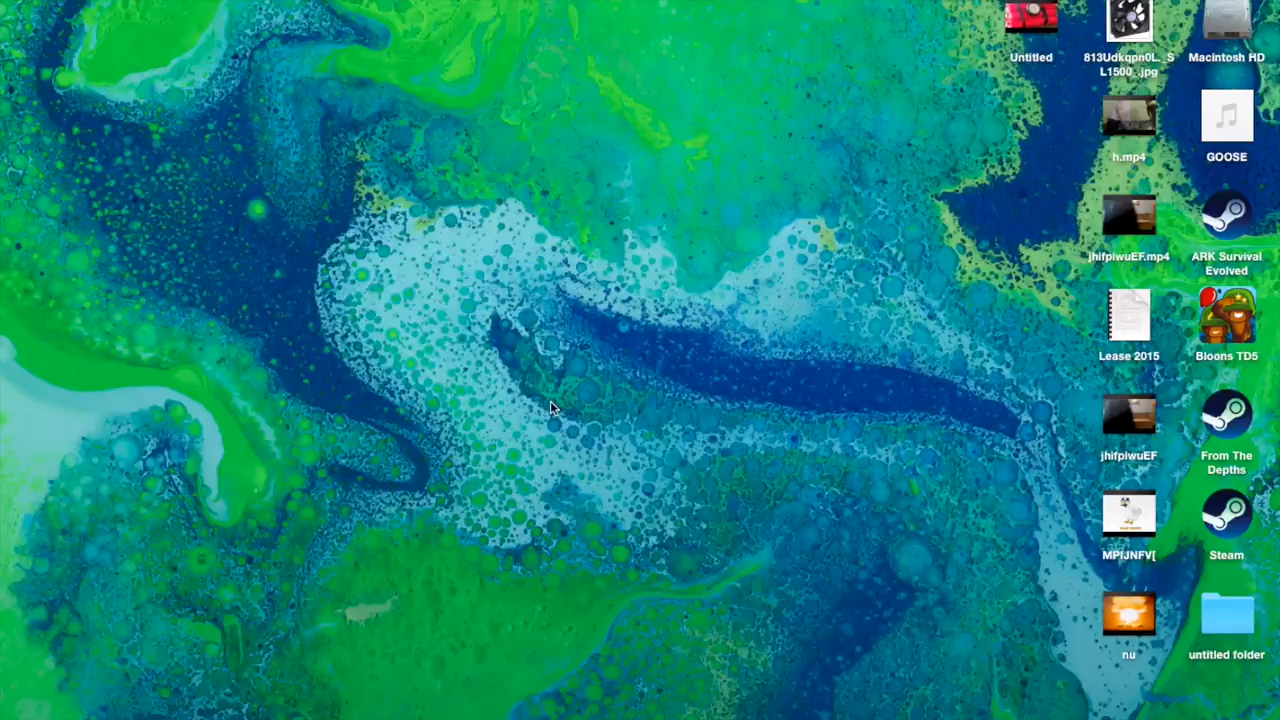 Untitled
813Udkqpn0L._S
L1500_.jpg
Macintosh HD
h.mp4
GOOSE
jhifpiwuEF.mp4
ARK Survival
Evolved
Lease 2015
Bloons TD5
jhifpiwuEF
From The
Depths
MPIJNFV[
Steam
nu
untitled folder